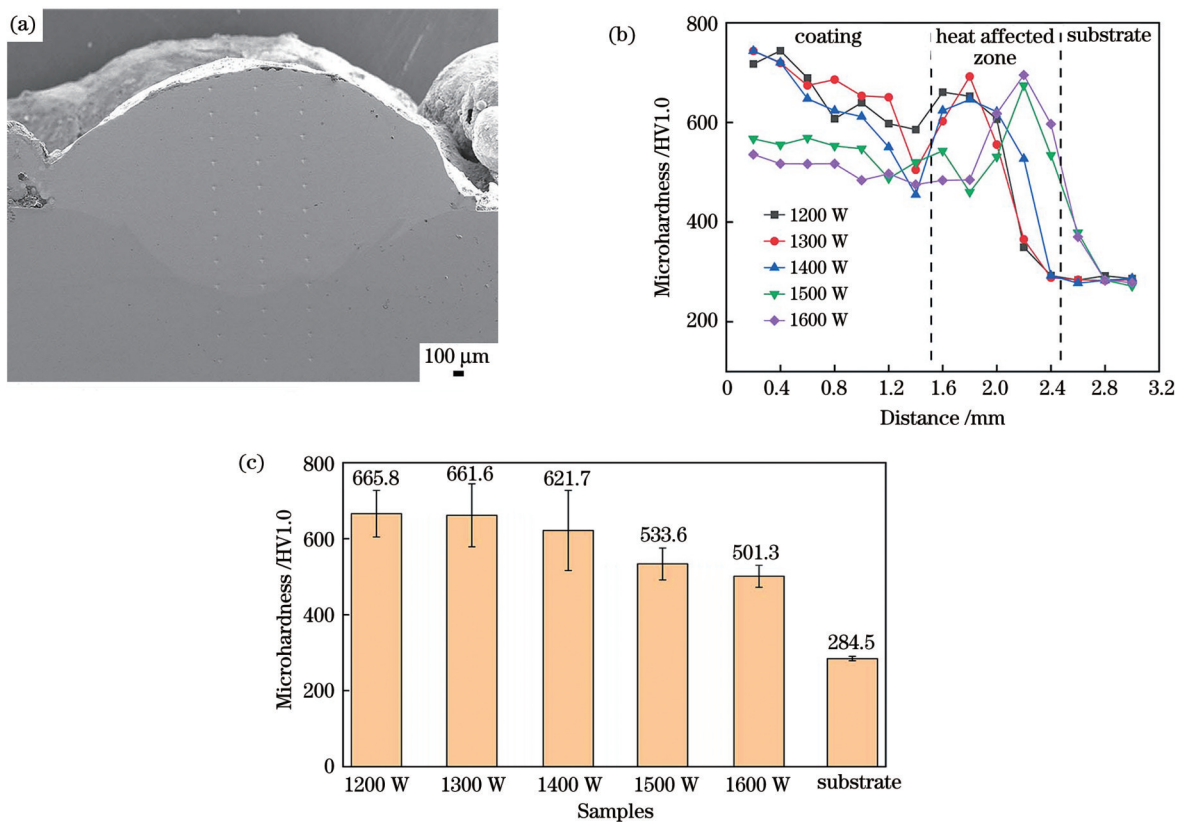 (a)
100 μm
(b)
coating
heat affected
zone
substrate
Microhardness /HV1.0
800
600
400
200
1200 W
1300 W
1400 W
1500 W
1600 W
0
0.4
0.8
1.2
1.6
2.0
2.4
2.8
3.2
Distance /mm
(c)
Microhardness /HV1.0
800
600
400
200
0
665.8
661.6
621.7
533.6
501.3
284.5
1200 W
1300 W
1400 W
1500 W
1600 W
substrate
Samples